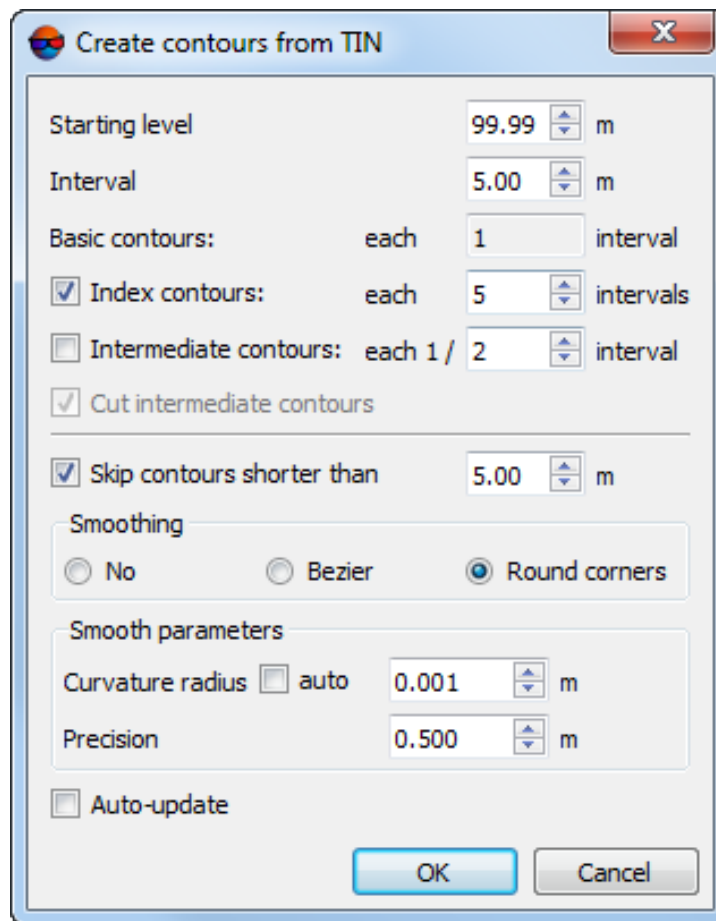 Create contours from TIN
Starting level 99.99 m
Interval 5.00 m
Basic contours: each 1 interval
Index contours: each 5 intervals
Intermediate contours: each 1 / 2 interval
Cut intermediate contours
Skip contours shorter than 5.00 m
Smoothing
No Bezier Round corners
Smooth parameters
Curvature radius auto 0.001 m
Precision 0.500 m
Auto-update
OK Cancel